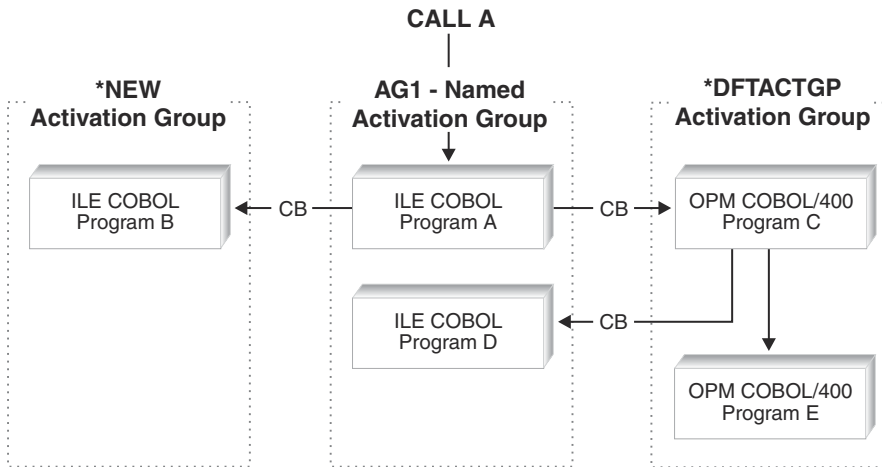 CALL A
*NEW
Activation Group
AG1 - Named
Activation Group
*DFTACTGP
Activation Group
ILE COBOL
Program B
CB
ILE COBOL
Program A
CB
OPM COBOL/400
Program C
ILE COBOL
Program D
CB
OPM COBOL/400
Program E